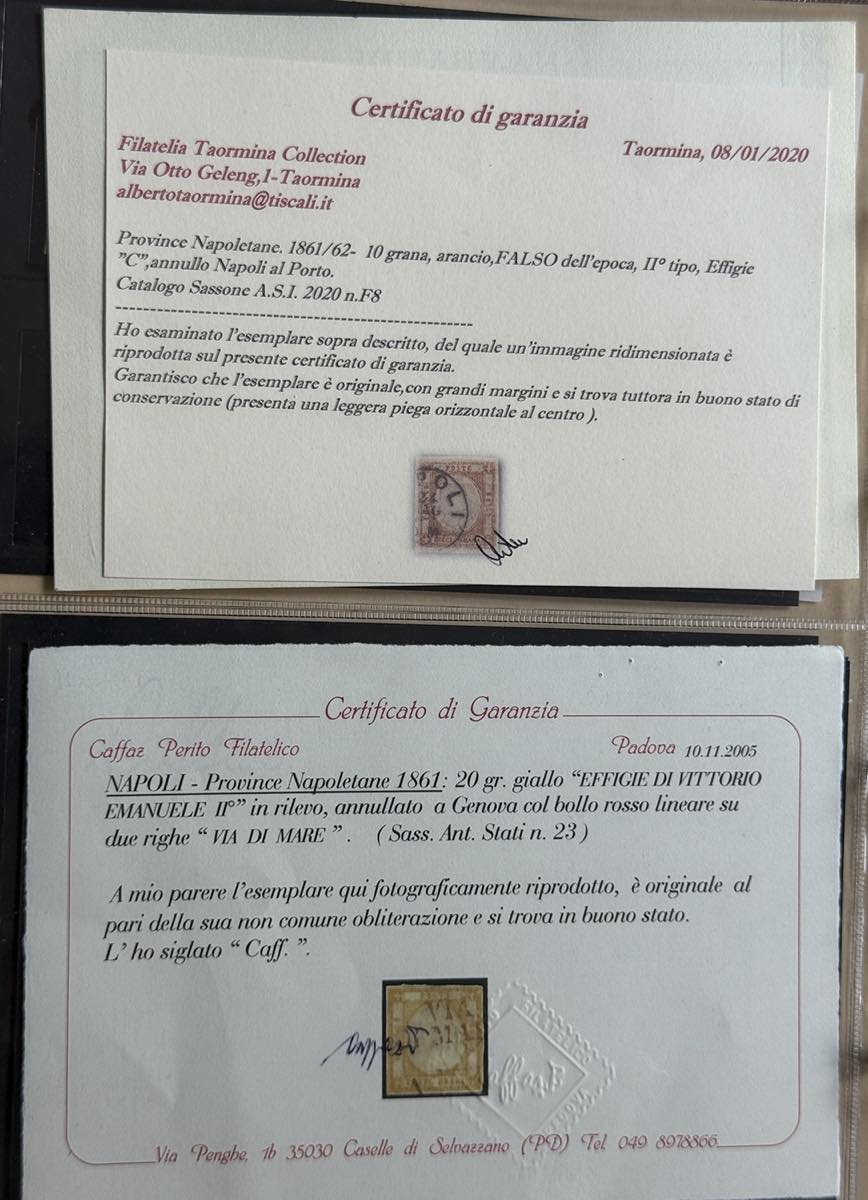 Certificato di garanzia
Filatelia Taormina Collection
Via Otto Geleng,1-Taormina
albertotaormina@tiscali.it
Taormina, 08/01/2020
Province Napoletane. 1861/62- 10 grana, arancio,FALSO dell'epoca, II° tipo, Effigie
"C",annullo Napoli al Porto.
Catalogo Sassone A.S.I. 2020 n.F8
--------------------------------------------------
Ho esaminato l'esemplare sopra descritto, del quale un'immagine ridimensionata è
riprodotta sul presente certificato di garanzia.
Garantisco che l'esemplare è originale,con grandi margini e si trova tuttora in buono stato di
conservazione (presenta una leggera piega orizzontale al centro ).
POSTE
OLI
Certificato di Garanzia
Caffaz Perito Filatelico
Padova 10.11.2005
NAPOLI - Province Napoletane 1861: 20 gr. giallo "EFFIGIE DI VITTORIO
EMANUELE II°" in rilevo, annullato a Genova col bollo rosso lineare su
due righe " VIA DI MARE ". ( Sass. Ant. Stati n. 23 )
A mio parere l'esemplare qui fotograficamente riprodotto, è originale al
pari della sua non comune obliterazione e si trova in buono stato.
L' ho siglato " Caff. ".
FILATELICO
Via Penghe, 1b 35030 Caselle di Selvazzano (PD) Tel. 049 8978866